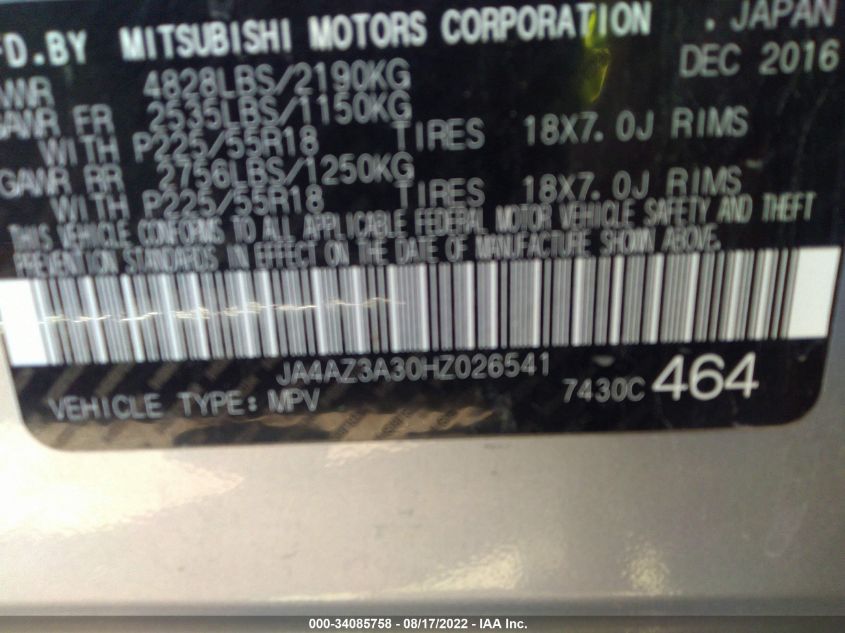 FD.BY MITSUBISHI MOTORS CORPORATION . JAPAN
DEC 2016
VWR 4828LBS/2190KG
GAWR FR 2535LBS/1150KG
WITH P225/55R18 TIRES 18X7.0J RIMS
GAWR RR 2756LBS/1250KG
WITH P225/55R18 TIRES 18X7.0J RIMS
THIS VEHICLE CONFORMS TO ALL APPLICABLE FEDERAL MOTOR VEHICLE SAFETY AND THEFT
PREVENTION STANDARDS IN EFFECT ON THE DATE OF MANUFACTURE SHOWN ABOVE.
JA4AZ3A30HZ026541
VEHICLE TYPE: MPV 7430C 464
000-34085758 - 08/17/2022 - IAA Inc.